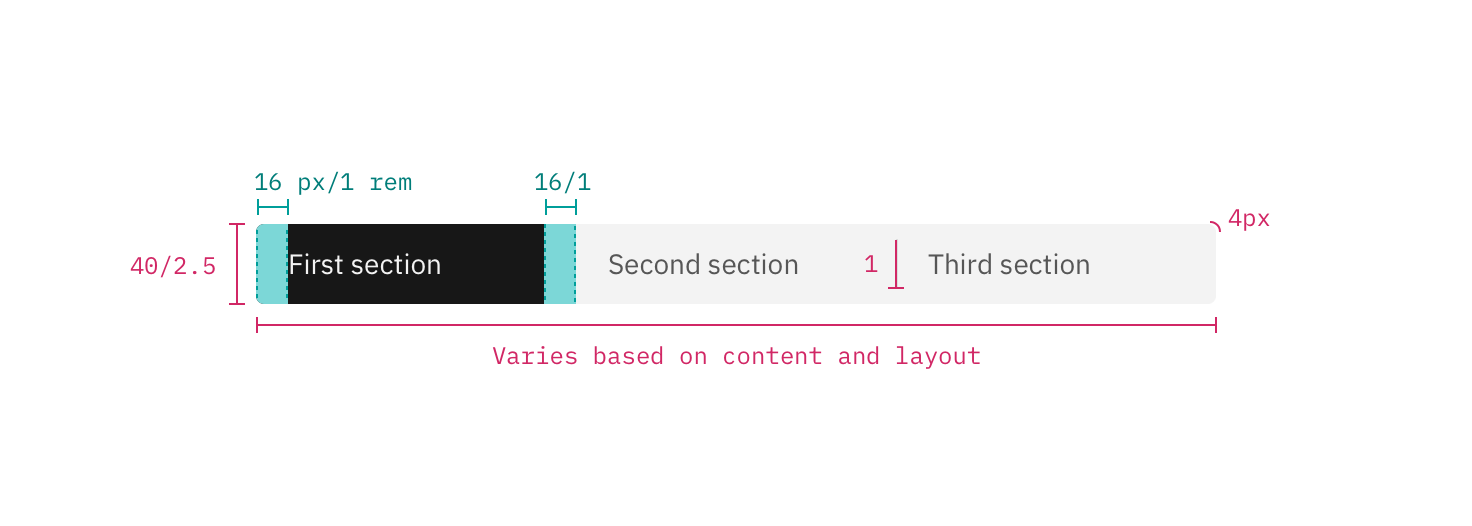 16 px/1 rem
16/1
4px
40/2.5
First section
Second section
1
Third section
Varies based on content and layout